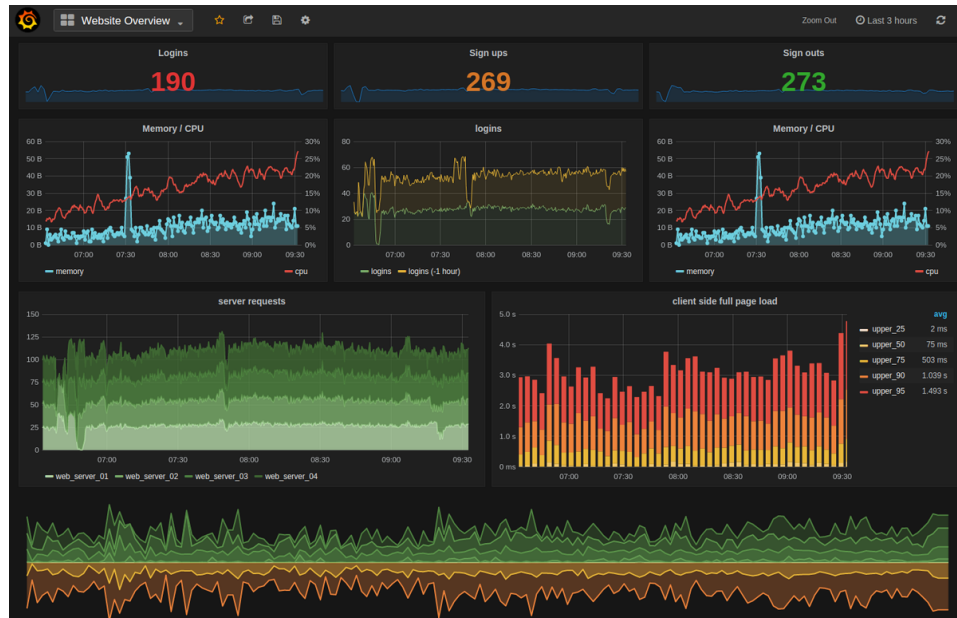 Website Overview
Zoom Out Last 3 hours
Logins Sign ups Sign outs
190 269 273
Memory / CPU
60 B 30%
50 B 25%
40 B 20%
30 B 15%
20 B 10%
10 B 5%
0 B 0%
07:00 07:30 08:00 08:30 09:00 09:30
memory cpu
logins
80
60
40
20
0
07:00 07:30 08:00 08:30 09:00 09:30
logins logins (-1 hour)
Memory / CPU
60 B 30%
50 B 25%
40 B 20%
30 B 15%
20 B 10%
10 B 5%
0 B 0%
07:00 07:30 08:00 08:30 09:00 09:30
memory cpu
server requests
150
125
100
75
50
25
0
07:00 07:30 08:00 08:30 09:00 09:30
web_server_01 web_server_02 web_server_03 web_server_04
client side full page load
5.0 s
4.0 s
3.0 s
2.0 s
1.0 s
0 ms
07:00 07:30 08:00 08:30 09:00 09:30
avg
upper_25 2 ms
upper_50 75 ms
upper_75 503 ms
upper_90 1.039 s
upper_95 1.493 s